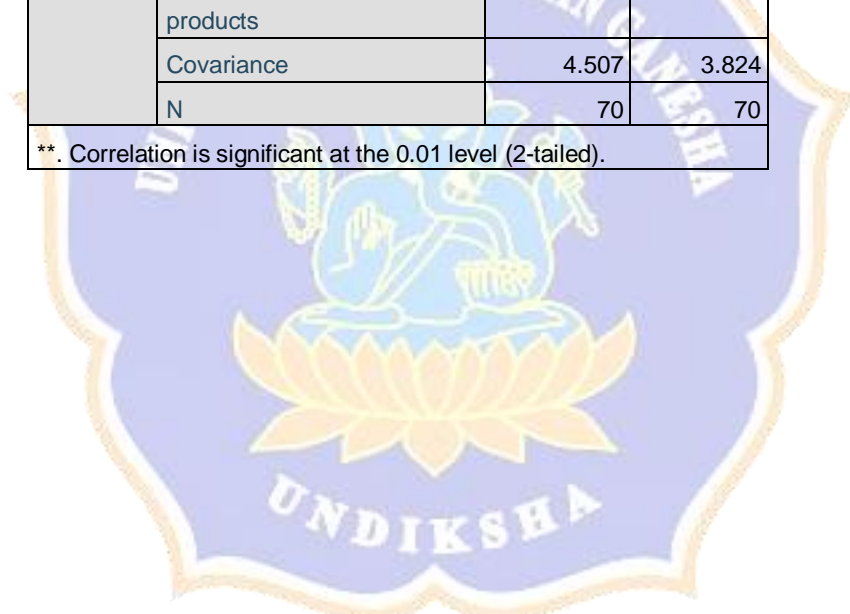 products
Covariance 4.507 3.824
N 70 70
**. Correlation is significant at the 0.01 level (2-tailed).
UNDIKSHA